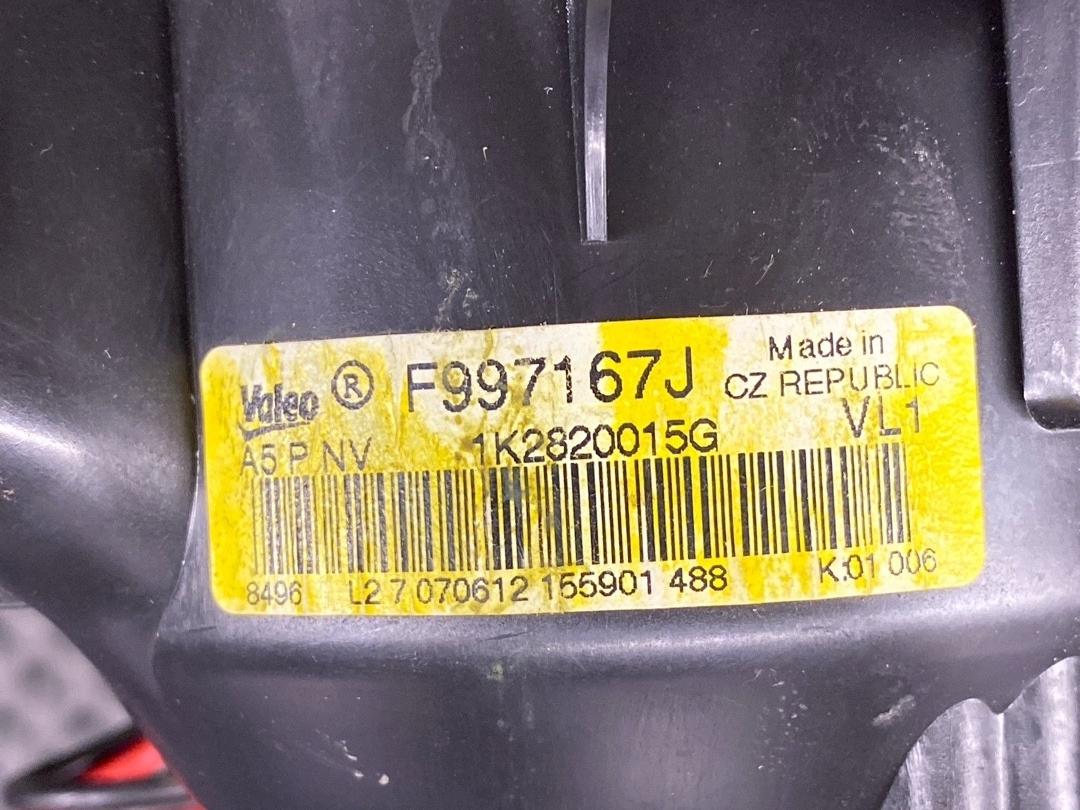 Valeo ® F997167J Made in
CZ REPUBLIC
A5 P NV 1K2820015G VL1
8496 L2 7 070612 155901 488 K:01 006